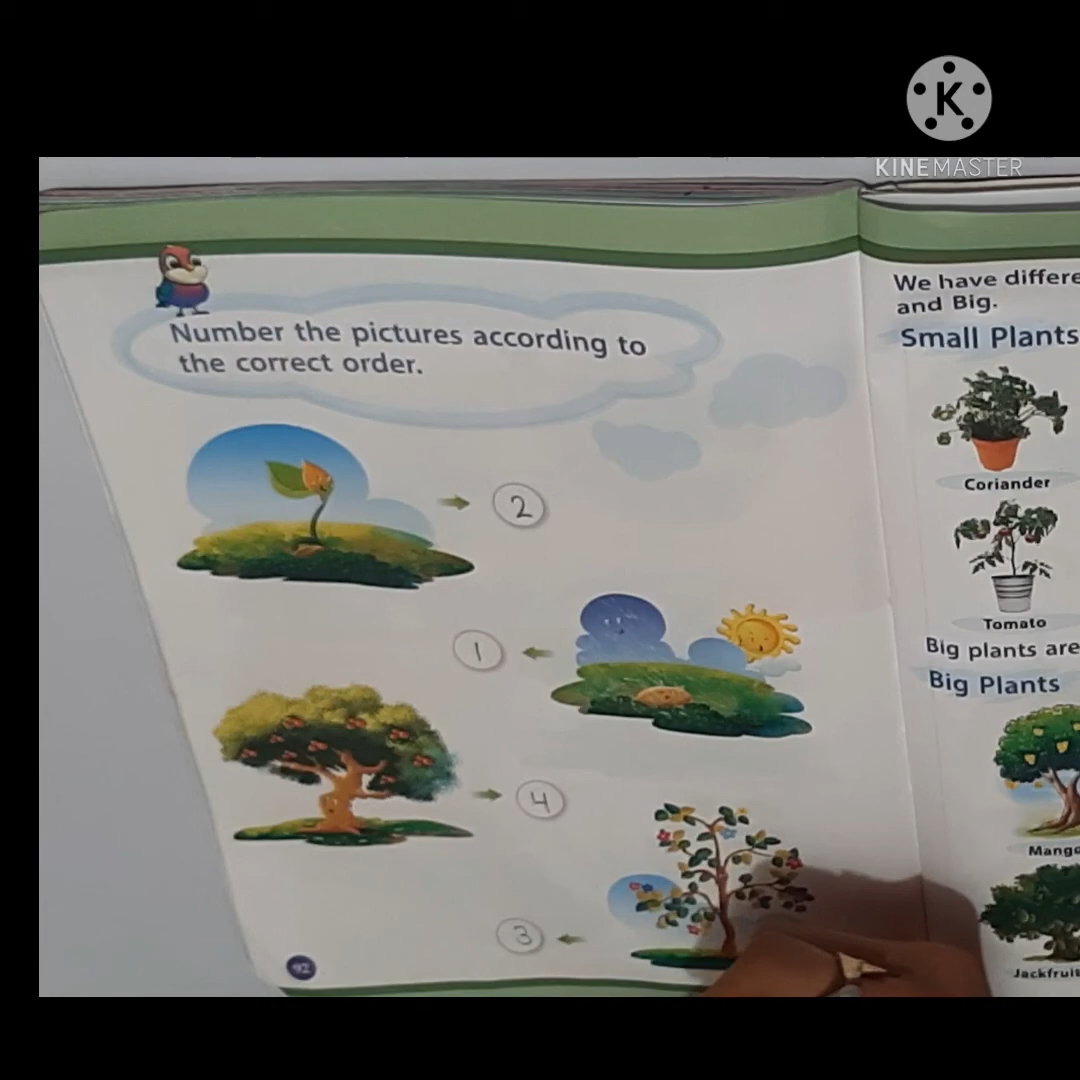 K
KINEMASTER
Number the pictures according to
the correct order.
2
1
4
3
92
We have differe
and Big.
Small Plants
Coriander
Tomato
Big plants are
Big Plants
Mango
Jackfruit